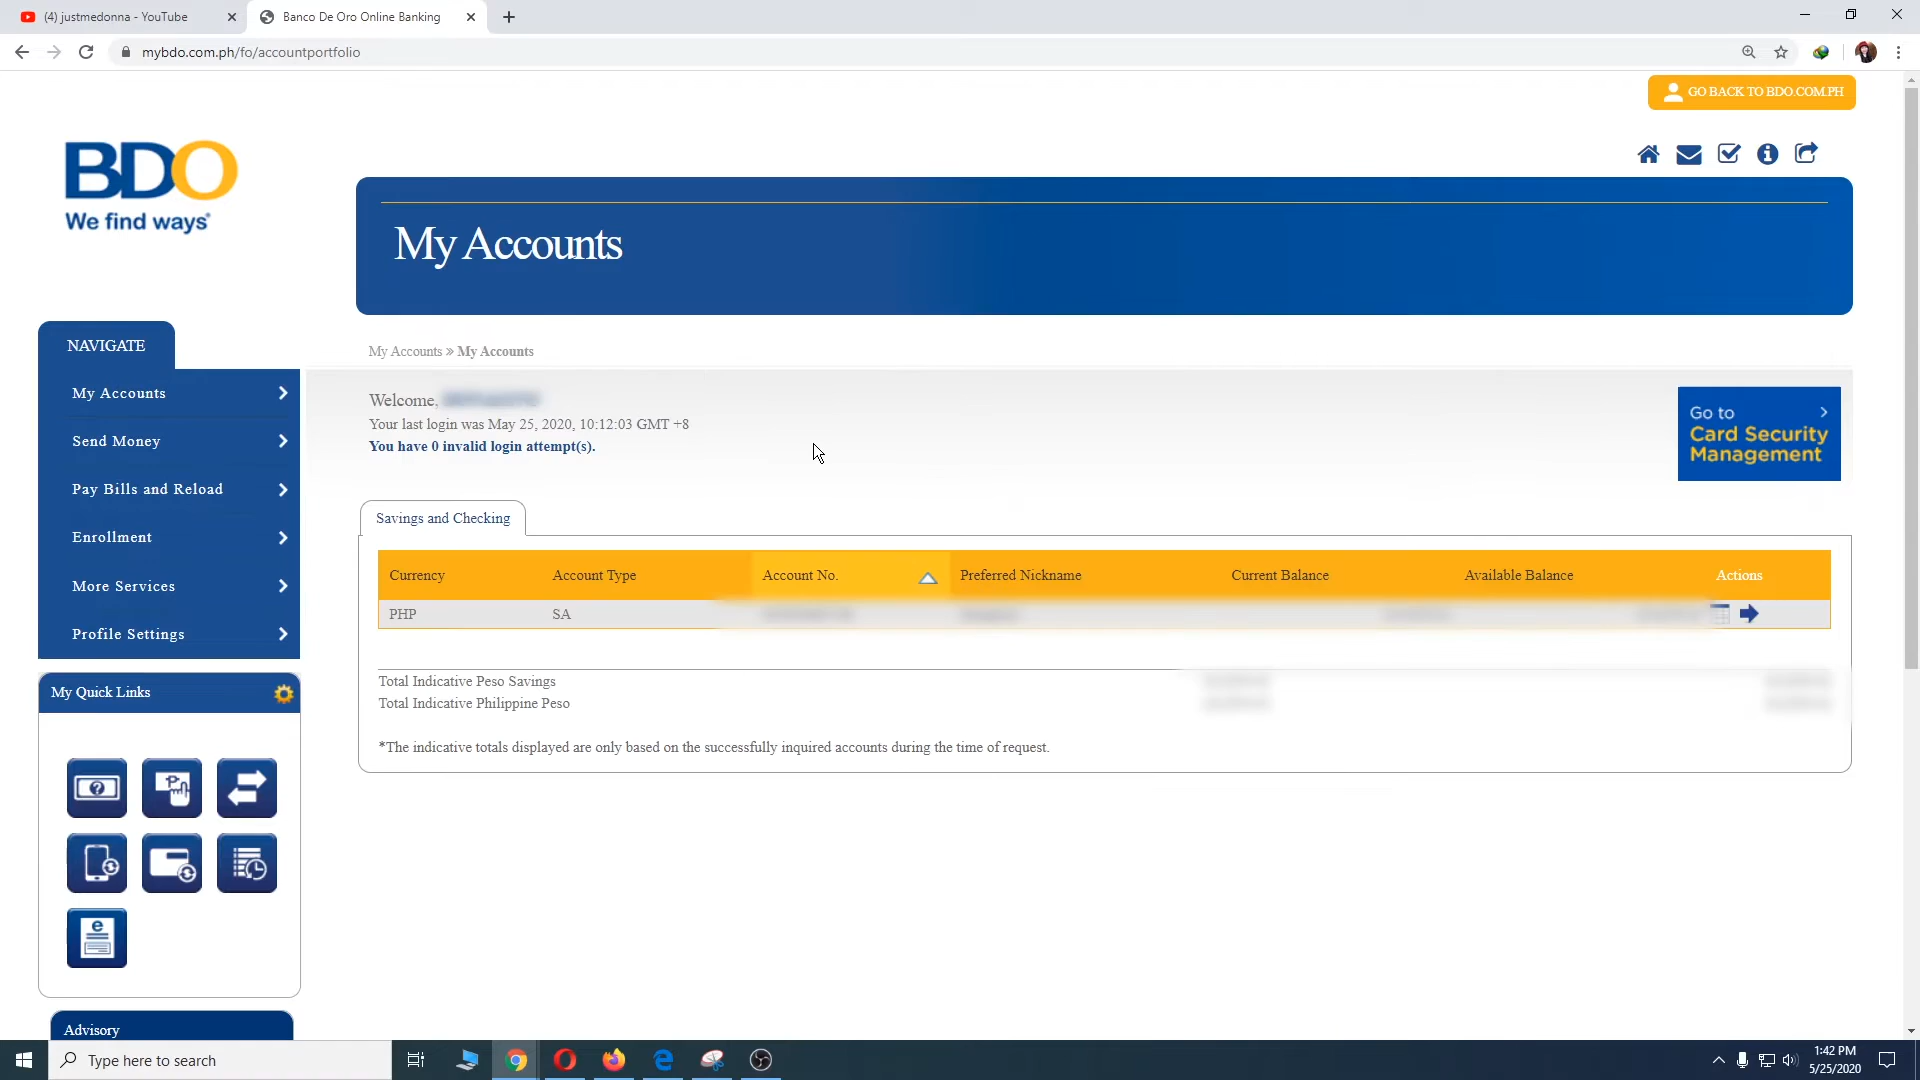 (4) justmedonna - YouTube
Banco De Oro Online Banking
mybdo.com.ph/fo/accountportfolio
GO BACK TO BDO.COM.PH
BDO
We find ways®
My Accounts
NAVIGATE
My Accounts
Send Money
Pay Bills and Reload
Enrollment
More Services
Profile Settings
My Quick Links
Advisory
My Accounts » My Accounts
Welcome,
Your last login was May 25, 2020, 10:12:03 GMT +8
You have 0 invalid login attempt(s).
Go to
Card Security
Management
Savings and Checking
Currency Account Type Account No. Preferred Nickname Current Balance Available Balance Actions
PHP SA
Total Indicative Peso Savings
Total Indicative Philippine Peso
*The indicative totals displayed are only based on the successfully inquired accounts during the time of request.
Type here to search
1:42 PM
5/25/2020